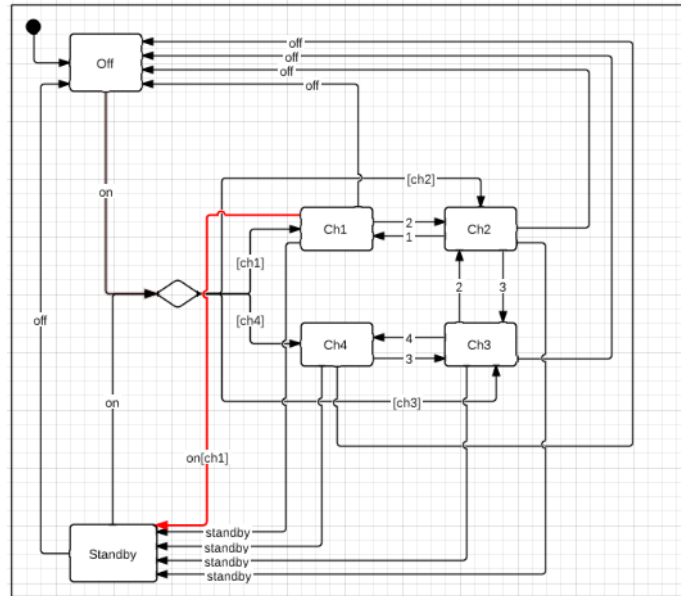 off
Off
off
off
off
[ch2]
on
Ch1
2
Ch2
1
[ch1]
2
3
[ch4]
off
Ch4
4
Ch3
3
on
[ch3]
on[ch1]
standby
Standby
standby
standby
standby